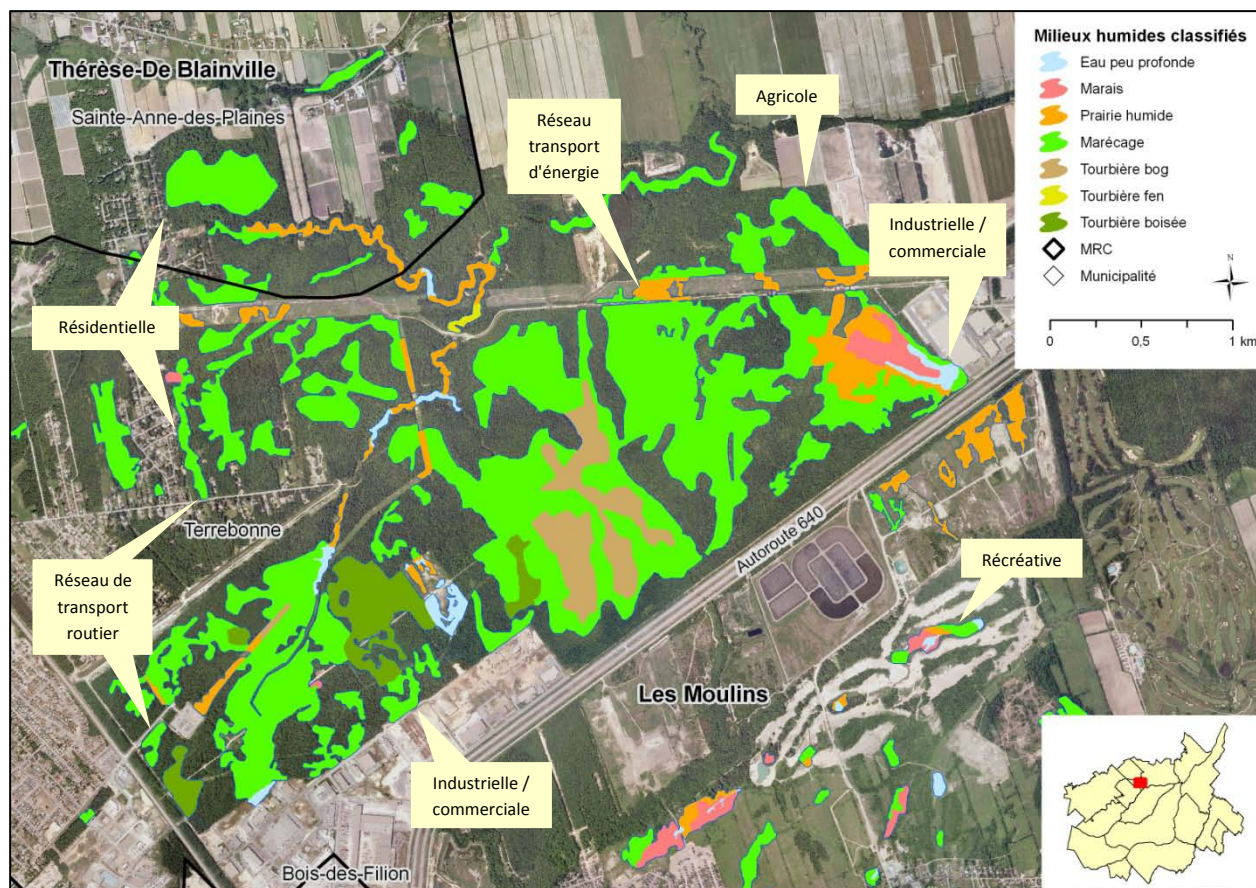 Thérèse-De Blainville
Sainte-Anne-des-Plaines
Réseau
transport
d'énergie
Agricole
Industrielle /
commerciale
Résidentielle
Terrebonne
Réseau de
transport
routier
Autoroute 640
Récréative
Les Moulins
Industrielle /
commerciale
Bois-des-Filion
Milieux humides classifiés
Eau peu profonde
Marais
Prairie humide
Marécage
Tourbière bog
Tourbière fen
Tourbière boisée
MRC
Municipalité
N
0 0,5 1 km